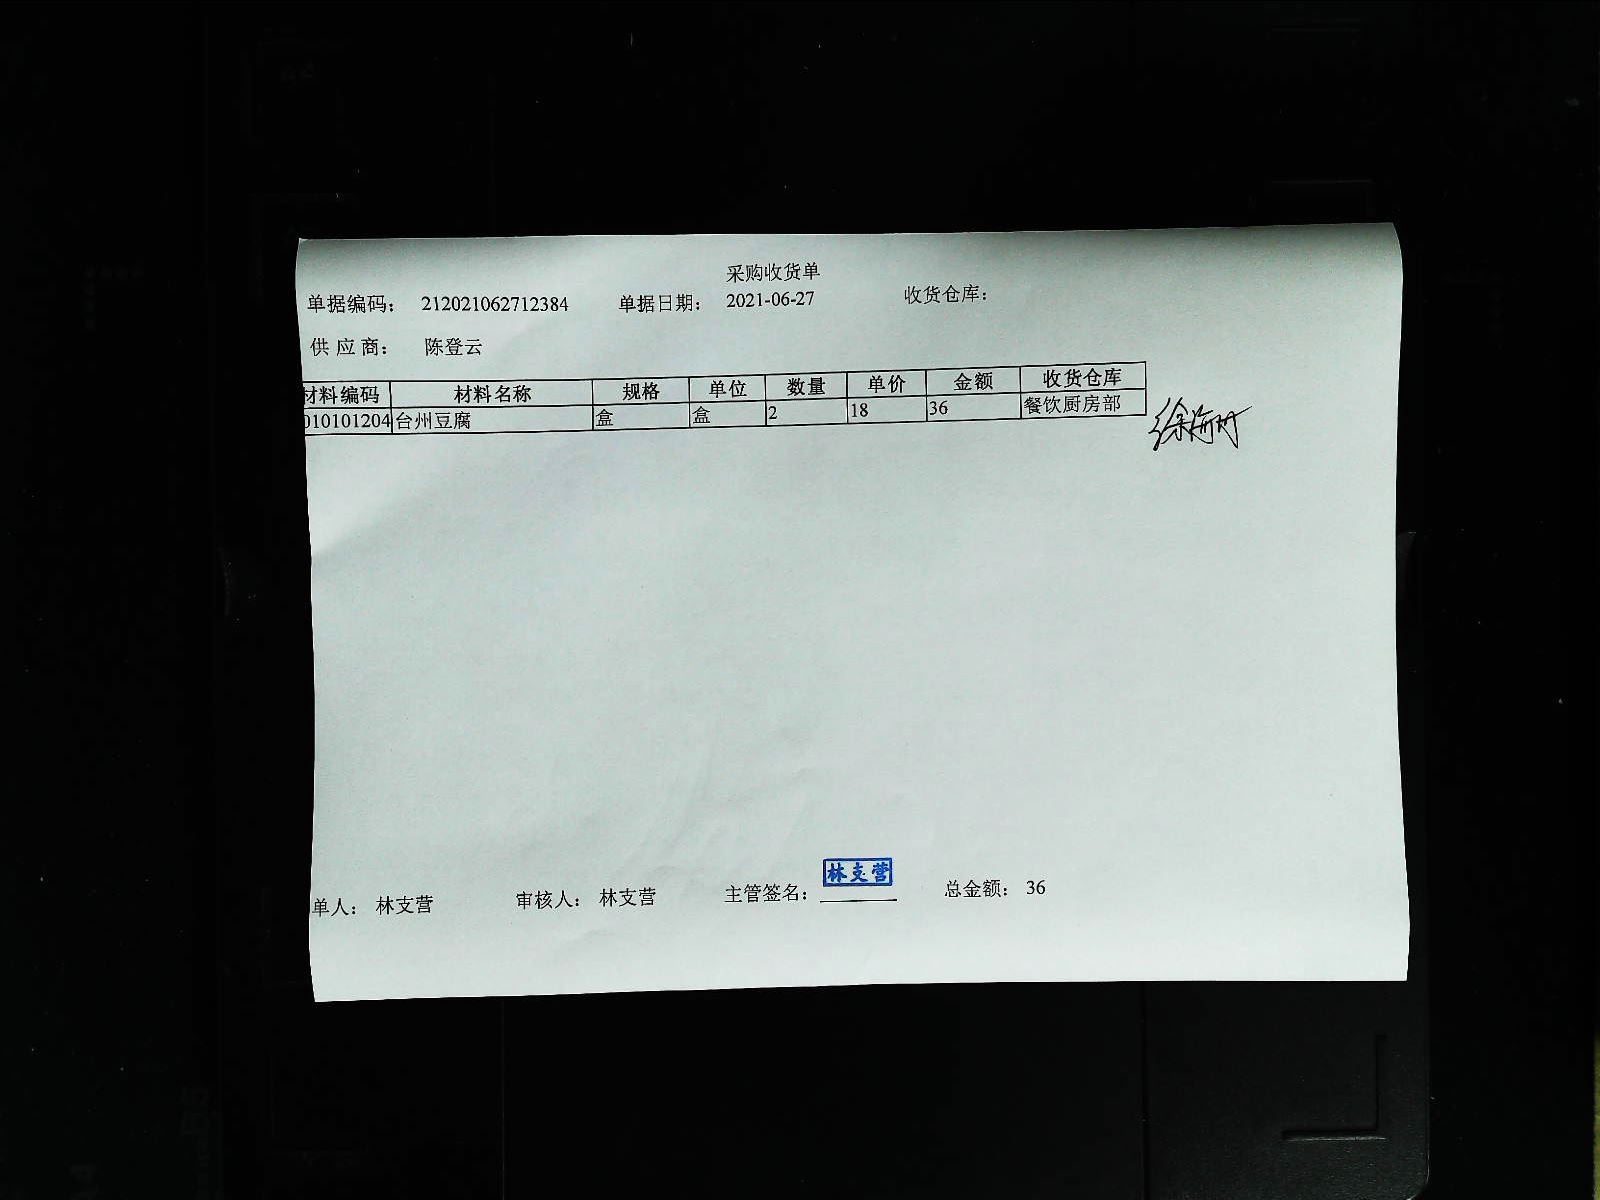 采购收货单
单据编码： 212021062712384 单据日期： 2021-06-27 收货仓库：
供 应 商： 陈登云
材料编码 材料名称 规格 单位 数量 单价 金额 收货仓库
010101204 台州豆腐 盒 盒 2 18 36 餐饮厨房部
林支营
单人： 林支营 审核人： 林支营 主管签名： 总金额： 36